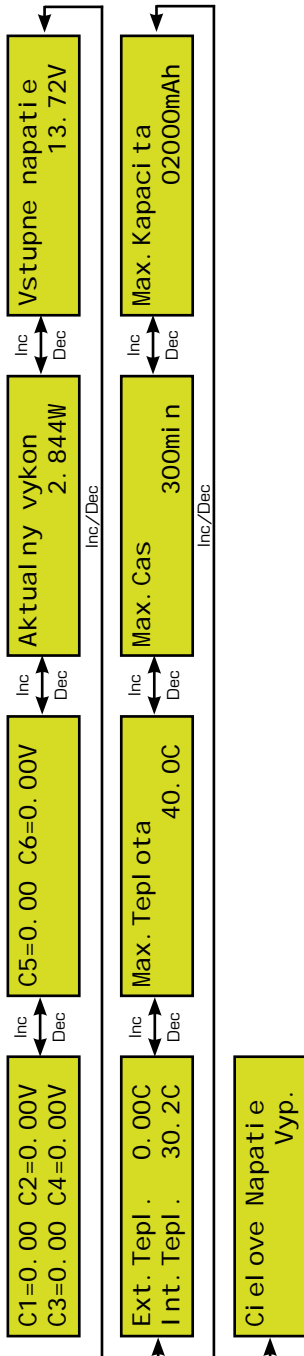 C1=0.00 C2=0.00V
C3=0.00 C4=0.00V
Inc
Dec
C5=0.00 C6=0.00V
Inc
Dec
Aktualny vykon
2.844W
Inc
Dec
Vstupne napatie
13.72V
Inc/Dec
Ext.Tepl. 0.00C
Int.Tepl. 30.2C
Inc
Dec
Max.Teplota
40.0C
Inc
Dec
Max.Cas
300min
Inc
Dec
Max.Kapacita
02000mAh
Inc/Dec
Cielove Napatie
Vyp.